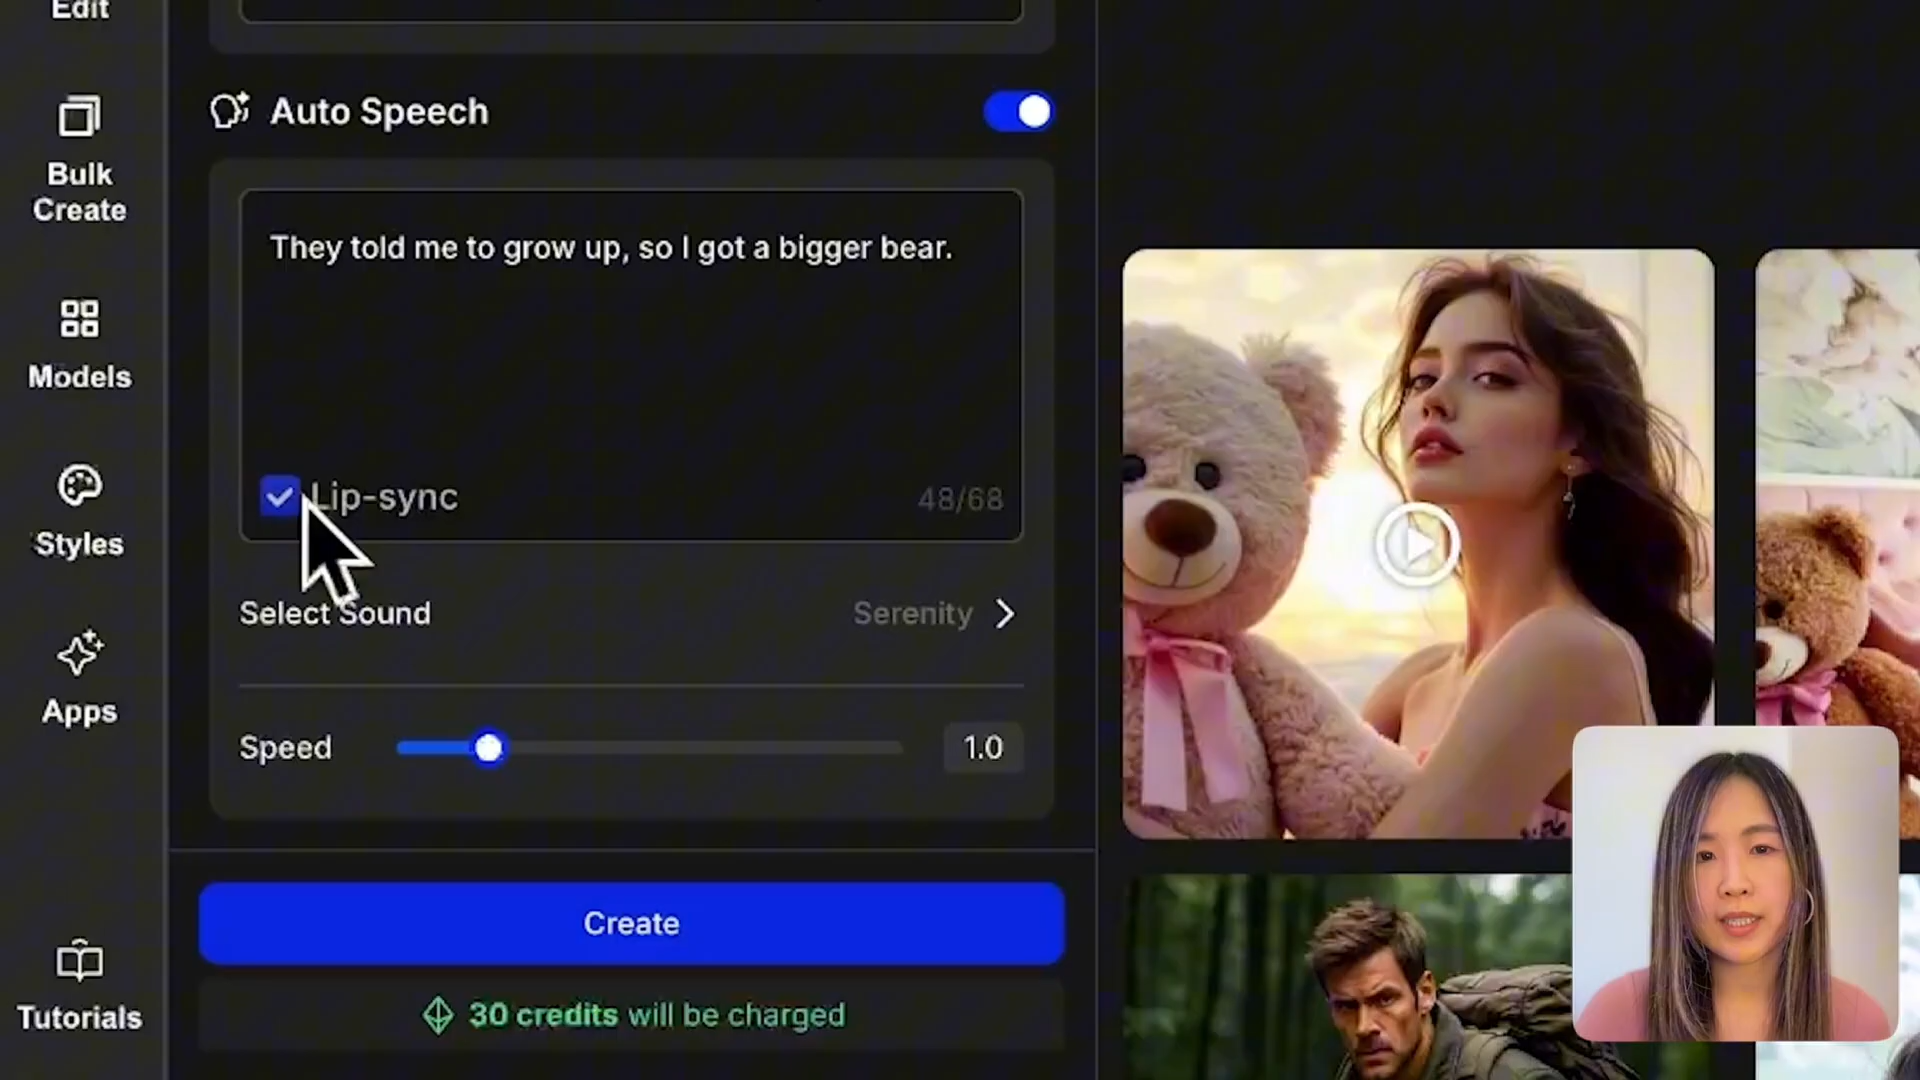 Edit
Bulk
Create
Models
Styles
Apps
Tutorials
Auto Speech
They told me to grow up, so I got a bigger bear.
Lip-sync
48/68
Select Sound
Serenity
Speed
1.0
Create
30 credits will be charged